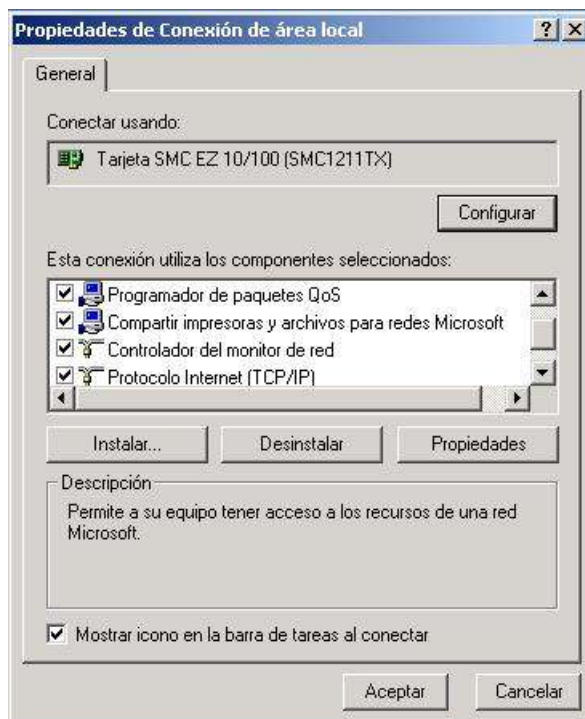 Propiedades de Conexión de área local
General
Conectar usando:
Tarjeta SMC EZ 10/100 (SMC1211TX)
Configurar
Esta conexión utiliza los componentes seleccionados:
Programador de paquetes QoS
Compartir impresoras y archivos para redes Microsoft
Controlador del monitor de red
Protocolo Internet (TCP/IP)
Instalar... Desinstalar Propiedades
Descripción
Permite a su equipo tener acceso a los recursos de una red
Microsoft.
Mostrar icono en la barra de tareas al conectar
Aceptar Cancelar